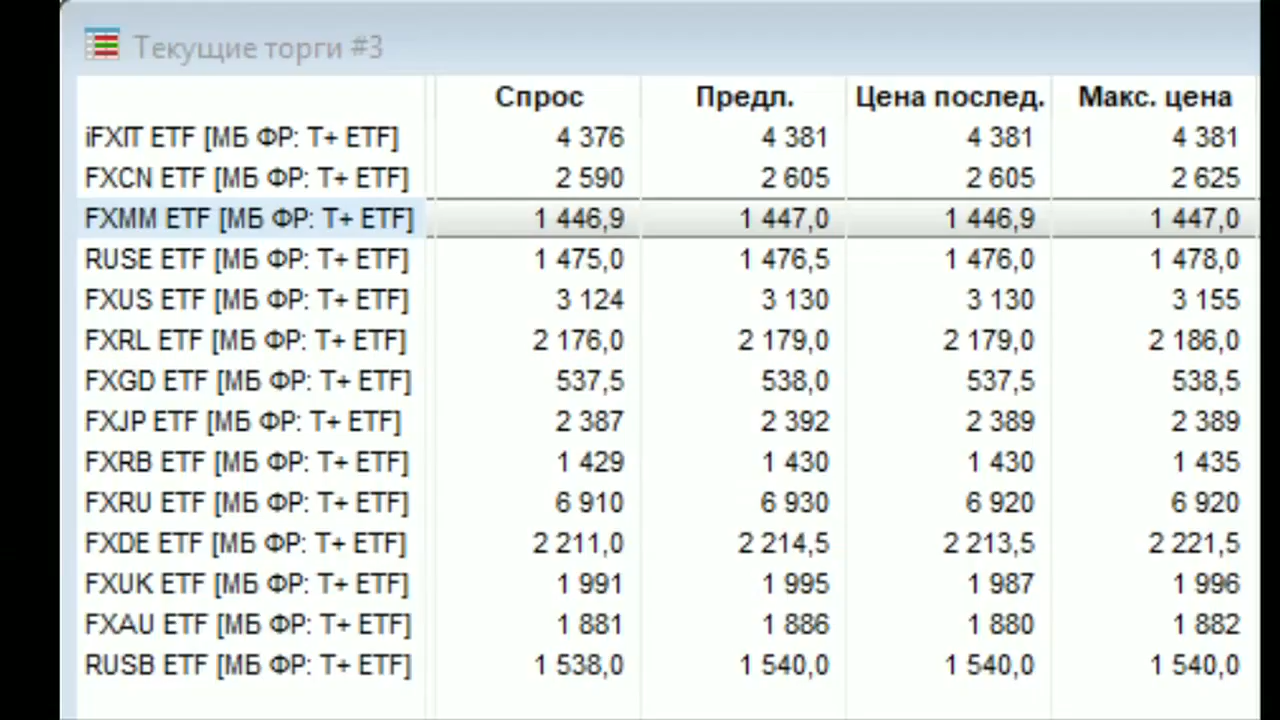 Текущие торги #3
Спрос Предл. Цена послед. Макс. цена
iFXIT ETF [МБ ФР: Т+ ETF] 4 376 4 381 4 381 4 381
FXCN ETF [МБ ФР: Т+ ETF] 2 590 2 605 2 605 2 625
FXMM ETF [МБ ФР: Т+ ETF] 1 446,9 1 447,0 1 446,9 1 447,0
RUSE ETF [МБ ФР: Т+ ETF] 1 475,0 1 476,5 1 476,0 1 478,0
FXUS ETF [МБ ФР: Т+ ETF] 3 124 3 130 3 130 3 155
FXRL ETF [МБ ФР: Т+ ETF] 2 176,0 2 179,0 2 179,0 2 186,0
FXGD ETF [МБ ФР: Т+ ETF] 537,5 538,0 537,5 538,5
FXJP ETF [МБ ФР: Т+ ETF] 2 387 2 392 2 389 2 389
FXRB ETF [МБ ФР: Т+ ETF] 1 429 1 430 1 430 1 435
FXRU ETF [МБ ФР: Т+ ETF] 6 910 6 930 6 920 6 920
FXDE ETF [МБ ФР: Т+ ETF] 2 211,0 2 214,5 2 213,5 2 221,5
FXUK ETF [МБ ФР: Т+ ETF] 1 991 1 995 1 987 1 996
FXAU ETF [МБ ФР: Т+ ETF] 1 881 1 886 1 880 1 882
RUSB ETF [МБ ФР: Т+ ETF] 1 538,0 1 540,0 1 540,0 1 540,0